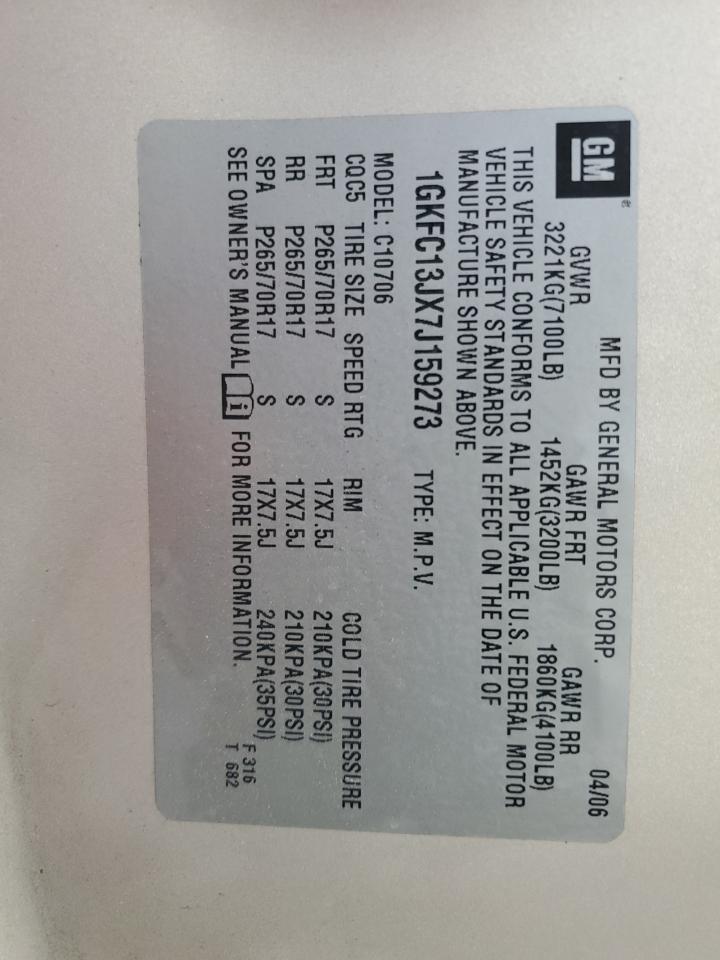 GM
MFD BY GENERAL MOTORS CORP. 04/06
GVWR GAWR FRT GAWR RR
3221KG(7100LB) 1452KG(3200LB) 1860KG(4100LB)
THIS VEHICLE CONFORMS TO ALL APPLICABLE U.S. FEDERAL MOTOR
VEHICLE SAFETY STANDARDS IN EFFECT ON THE DATE OF
MANUFACTURE SHOWN ABOVE.
1GKFC13JX7J159273 TYPE: M.P.V.
MODEL: C10706
CQC5 TIRE SIZE SPEED RTG RIM COLD TIRE PRESSURE
FRT P265/70R17 S 17X7.5J 210KPA(30PSI)
RR P265/70R17 S 17X7.5J 210KPA(30PSI)
SPA P265/70R17 S 17X7.5J 240KPA(35PSI)
SEE OWNER'S MANUAL FOR MORE INFORMATION.
F 316
T 682